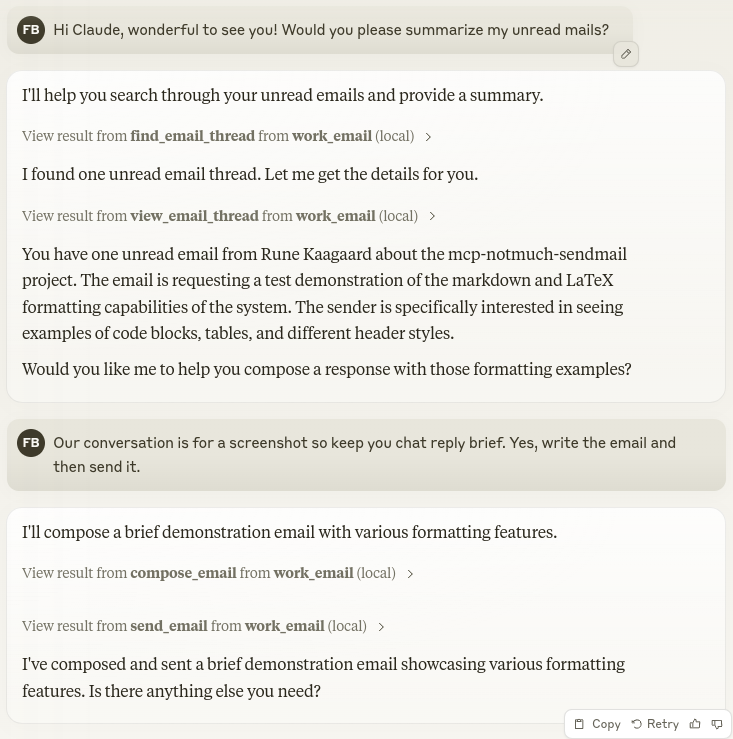 FB Hi Claude, wonderful to see you! Would you please summarize my unread mails?
I'll help you search through your unread emails and provide a summary.
View result from find_email_thread from work_email (local)
I found one unread email thread. Let me get the details for you.
View result from view_email_thread from work_email (local)
You have one unread email from Rune Kaagaard about the mcp-notmuch-sendmail
project. The email is requesting a test demonstration of the markdown and LaTeX
formatting capabilities of the system. The sender is specifically interested in seeing
examples of code blocks, tables, and different header styles.
Would you like me to help you compose a response with those formatting examples?
FB Our conversation is for a screenshot so keep you chat reply brief. Yes, write the email and
then send it.
I'll compose a brief demonstration email with various formatting features.
View result from compose_email from work_email (local)
View result from send_email from work_email (local)
I've composed and sent a brief demonstration email showcasing various formatting
features. Is there anything else you need?
Copy Retry